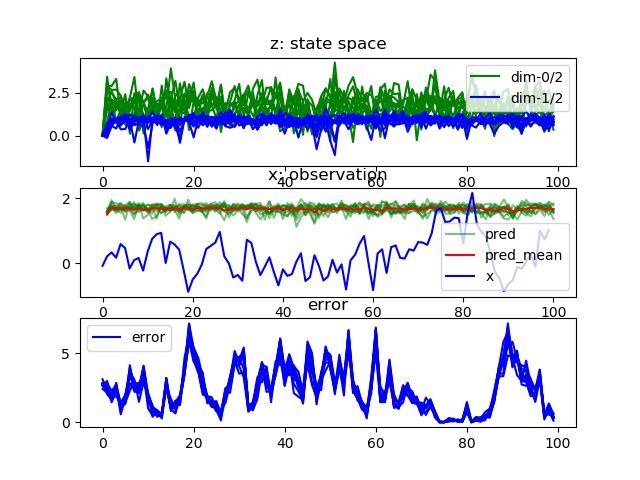 z: state space
2.5
0.0
dim-0/2
dim-1/2
0 20 40 60 80 100
x: observation
2
0
pred
pred_mean
x
0 20 40 60 80 100
error
5
0
error
0 20 40 60 80 100